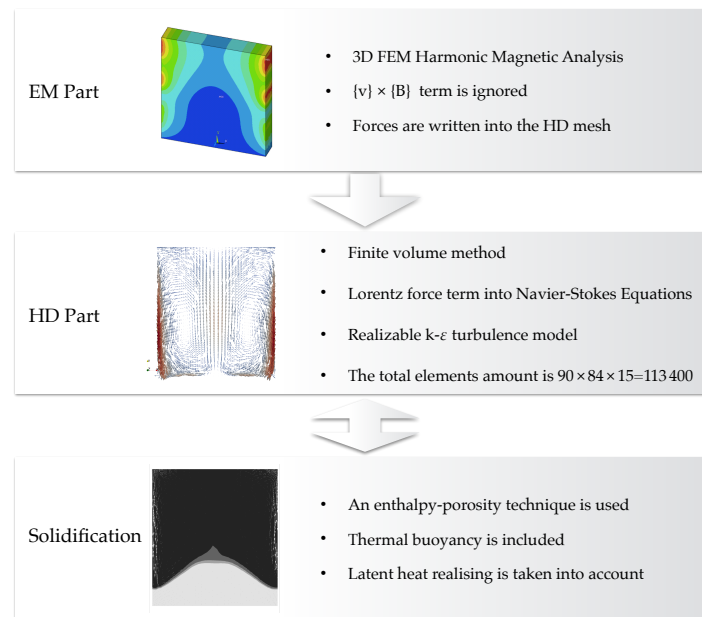 EM Part
• 3D FEM Harmonic Magnetic Analysis
• {v} × {B} term is ignored
• Forces are written into the HD mesh
HD Part
• Finite volume method
• Lorentz force term into Navier-Stokes Equations
• Realizable k-ε turbulence model
• The total elements amount is 90 × 84 × 15=113 400
Solidification
• An enthalpy-porosity technique is used
• Thermal buoyancy is included
• Latent heat realising is taken into account